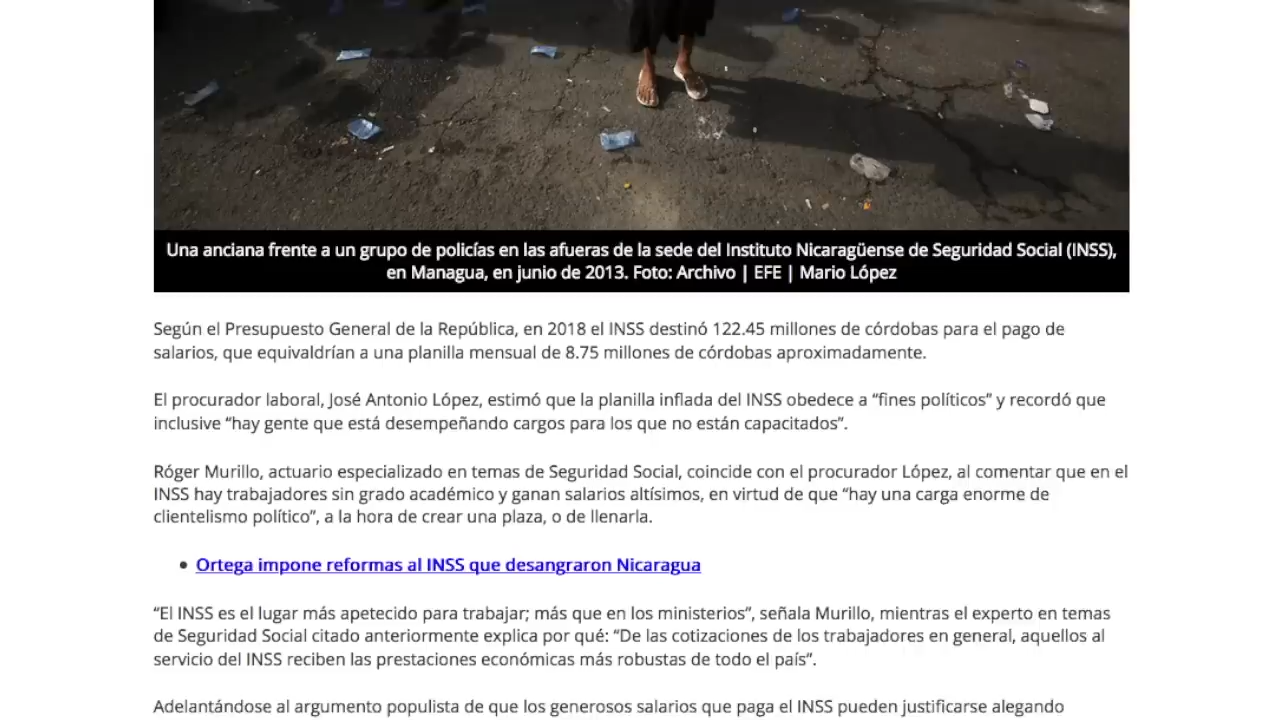 Una anciana frente a un grupo de policías en las afueras de la sede del Instituto Nicaragüense de Seguridad Social (INSS),
en Managua, en junio de 2013. Foto: Archivo | EFE | Mario López
Según el Presupuesto General de la República, en 2018 el INSS destinó 122.45 millones de córdobas para el pago de
salarios, que equivaldrían a una planilla mensual de 8.75 millones de córdobas aproximadamente.
El procurador laboral, José Antonio López, estimó que la planilla inflada del INSS obedece a “fines políticos” y recordó que
inclusive “hay gente que está desempeñando cargos para los que no están capacitados”.
Róger Murillo, actuario especializado en temas de Seguridad Social, coincide con el procurador López, al comentar que en el
INSS hay trabajadores sin grado académico y ganan salarios altísimos, en virtud de que “hay una carga enorme de
clientelismo político”, a la hora de crear una plaza, o de llenarla.
• Ortega impone reformas al INSS que desangraron Nicaragua
“El INSS es el lugar más apetecido para trabajar; más que en los ministerios”, señala Murillo, mientras el experto en temas
de Seguridad Social citado anteriormente explica por qué: “De las cotizaciones de los trabajadores en general, aquellos al
servicio del INSS reciben las prestaciones económicas más robustas de todo el país”.
Adelantándose al argumento populista de que los generosos salarios que paga el INSS pueden justificarse alegando